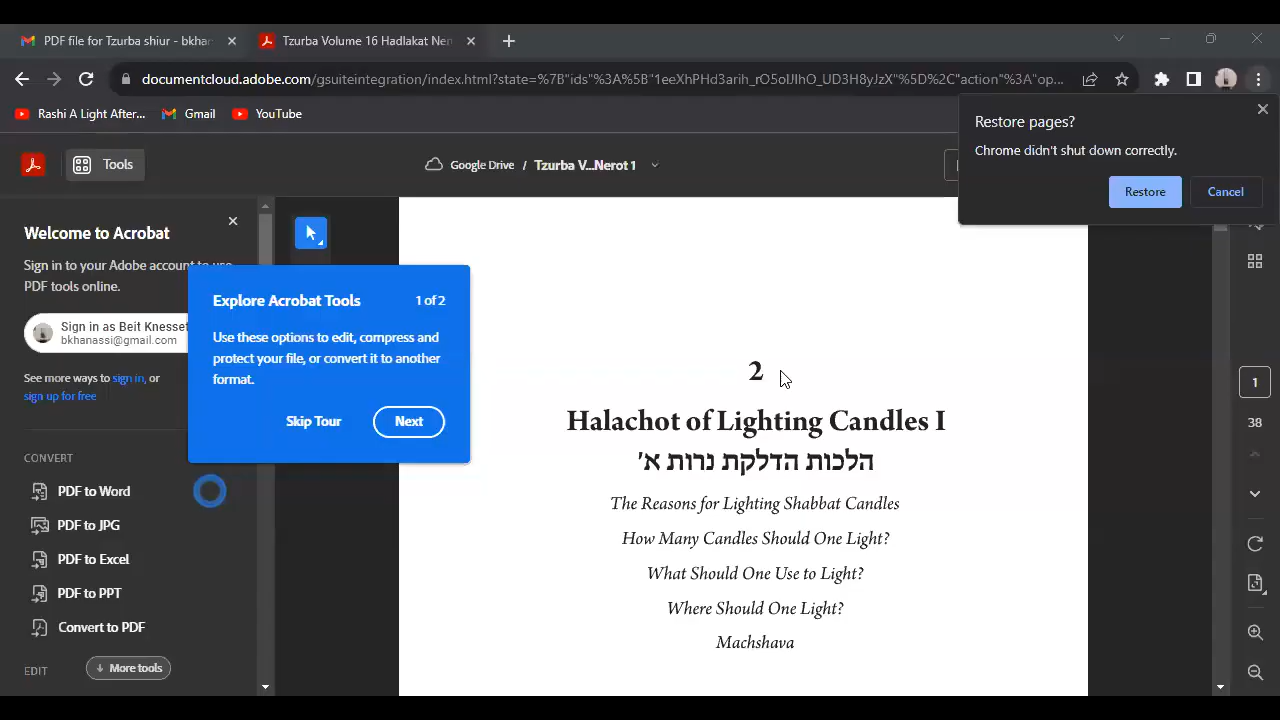 PDF file for Tzurba shiur - bkhan
Tzurba Volume 16 Hadlakat Ner
documentcloud.adobe.com/gsuiteintegration/index.html?state=%7B"ids"%3A%5B"1eeXhPHd3arih_rO5oIJIhO_UD3H8yJzX"%5D%2C"action"%3A"op...
Rashi A Light After...
Gmail
YouTube
Restore pages?
Chrome didn't shut down correctly.
Restore
Cancel
Tools
Google Drive / Tzurba V...Nerot 1
Welcome to Acrobat
Sign in to your Adobe account to use
PDF tools online.
Sign in as Beit Knesset
bkhanassi@gmail.com
See more ways to sign in, or
sign up for free
CONVERT
PDF to Word
PDF to JPG
PDF to Excel
PDF to PPT
Convert to PDF
EDIT
More tools
Explore Acrobat Tools
1 of 2
Use these options to edit, compress and
protect your file, or convert it to another
format.
Skip Tour
Next
2
Halachot of Lighting Candles I
הלכות הדלקת נרות א'
The Reasons for Lighting Shabbat Candles
How Many Candles Should One Light?
What Should One Use to Light?
Where Should One Light?
Machshava
1
38